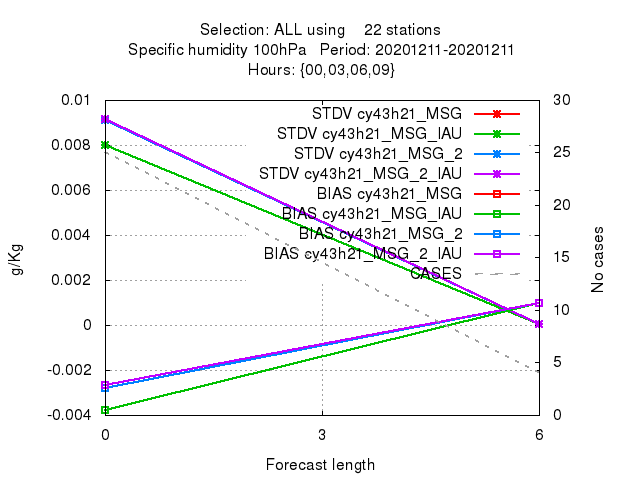 Selection: ALL using 22 stations
Specific humidity 100hPa Period: 20201211-20201211
Hours: {00,03,06,09}
0.01
0.008
0.006
0.004
0.002
0
-0.002
-0.004
g/Kg
STDV cy43h21_MSG
STDV cy43h21_MSG_IAU
STDV cy43h21_MSG_2
STDV cy43h21_MSG_2_IAU
BIAS cy43h21_MSG
BIAS cy43h21_MSG_IAU
BIAS cy43h21_MSG_2
BIAS cy43h21_MSG_2_IAU
CASES
30
25
20
15
10
5
0
No cases
0
3
6
Forecast length